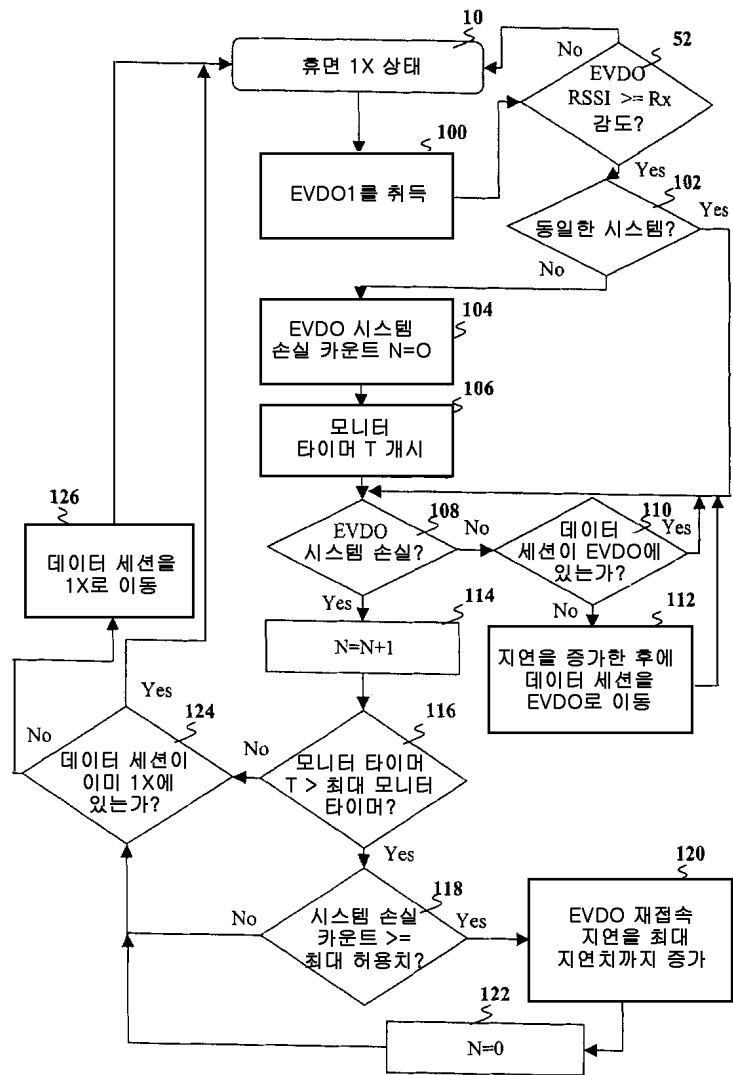 10
휴면 1X 상태
No
52
EVDO
RSSI >= Rx
감도?
100
EVDO1를 취득
Yes
102
동일한 시스템?
Yes
No
104
EVDO 시스템
손실 카운트 N=O
106
모니터
타이머 T 개시
126
데이터 세션을
1X로 이동
108
EVDO
시스템 손실?
No
110
데이터
세션이 EVDO에
있는가?
Yes
Yes
114
N=N+1
No
112
지연을 증가한 후에
데이터 세션을
EVDO로 이동
Yes
124
No
데이터 세션이
이미 1X에
있는가?
No
116
모니터 타이머
T > 최대 모니터
타이머?
Yes
118
No
시스템 손실
카운트 >=
최대 허용치?
Yes
120
EVDO 재접속
지연을 최대
지연치까지 증가
122
N=0